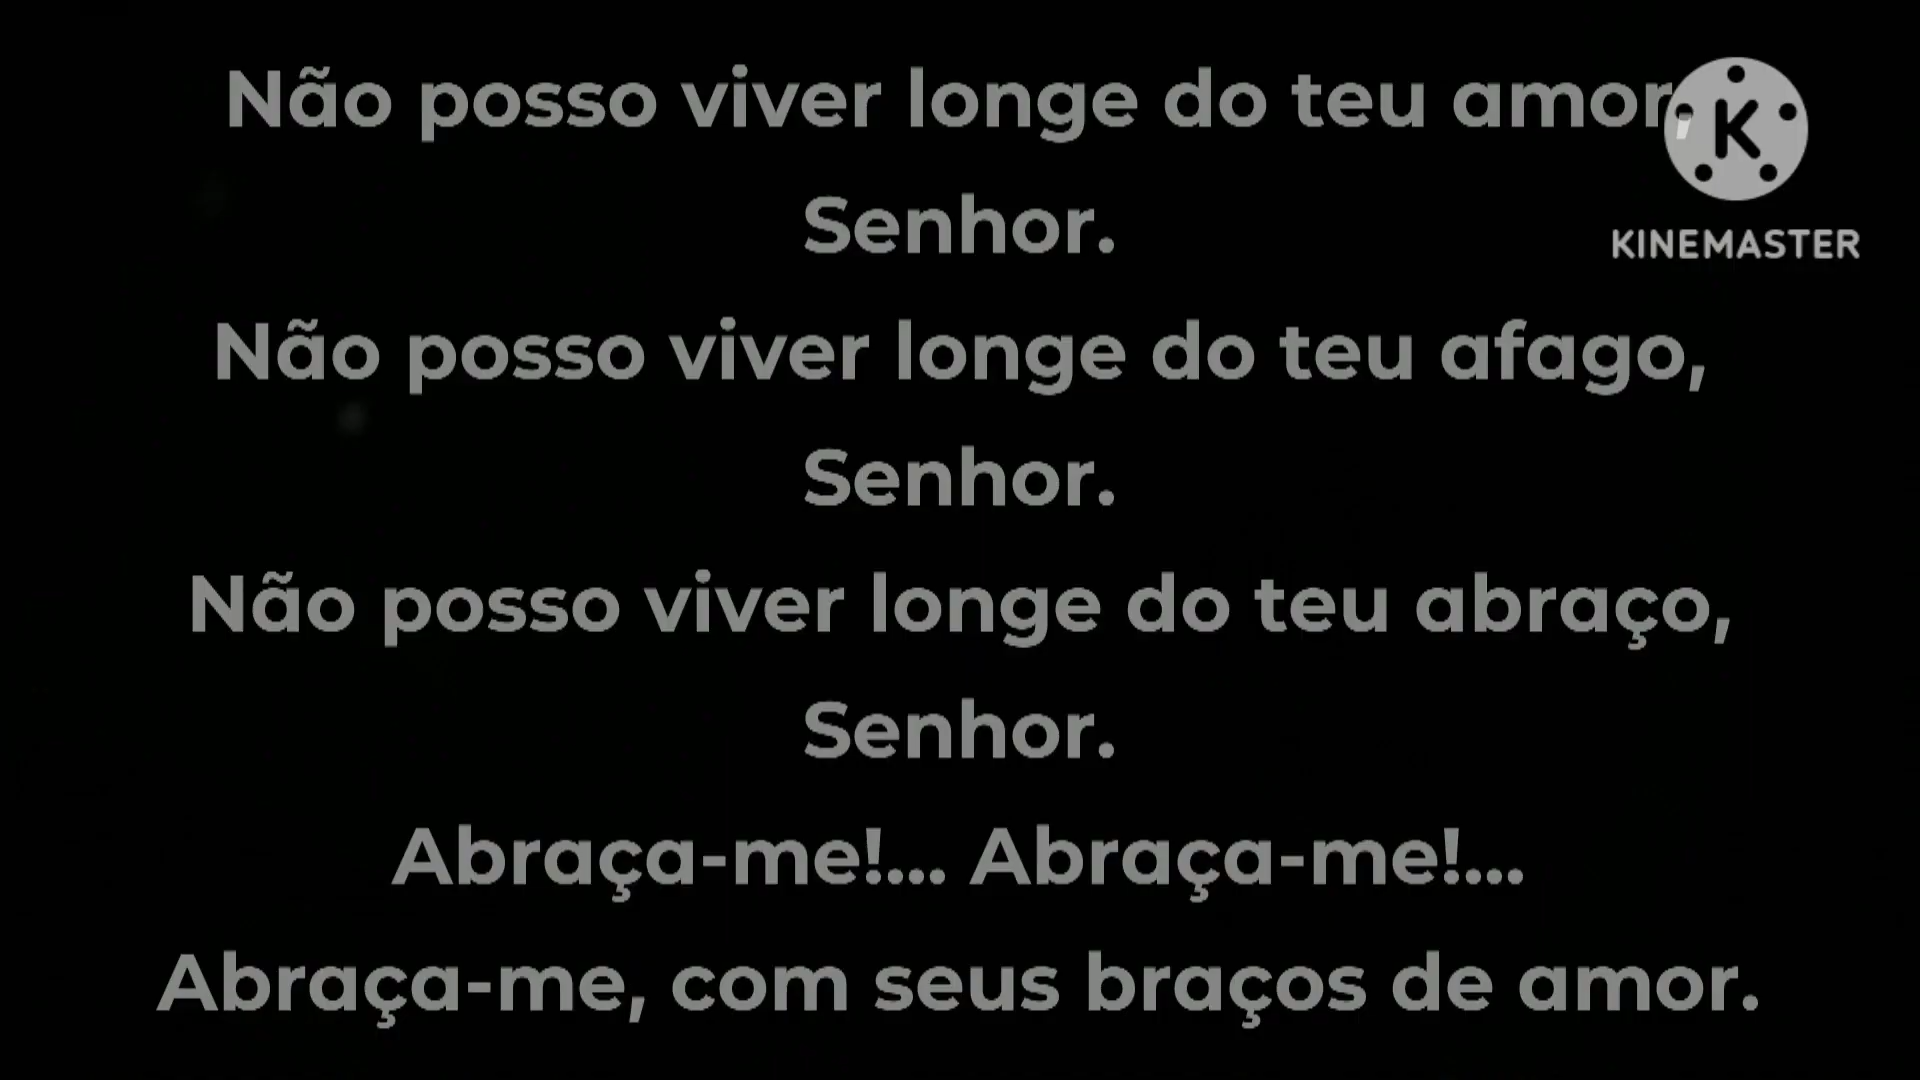 Não posso viver longe do teu amor,
Senhor.
Não posso viver longe do teu afago,
Senhor.
Não posso viver longe do teu abraço,
Senhor.
Abraça-me!... Abraça-me!...
Abraça-me, com seus braços de amor.
K
KINEMASTER